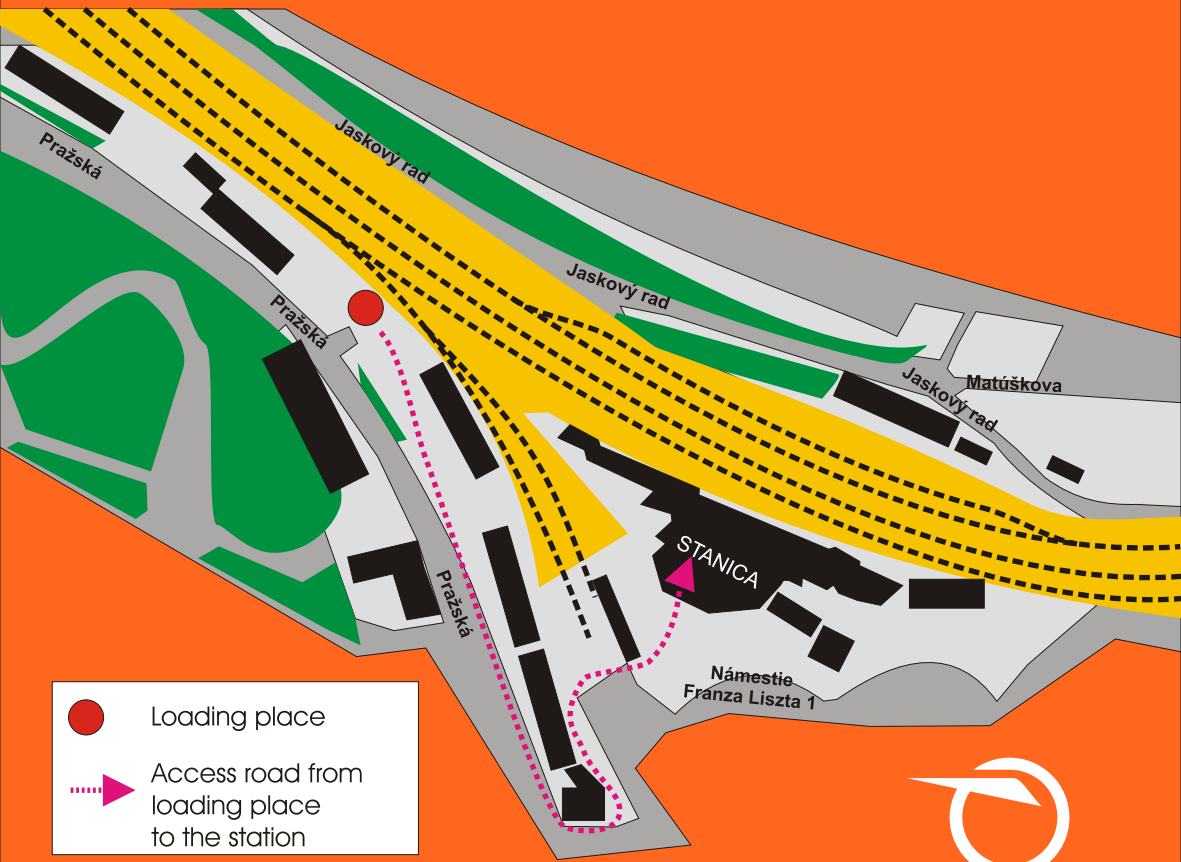 Jaskový rad
Pražská
Jaskový rad
Pražská
Jaskový rad
Matúškova
STANICA
Pražská
Námestie
Franza Liszta 1
Loading place
Access road from
loading place
to the station